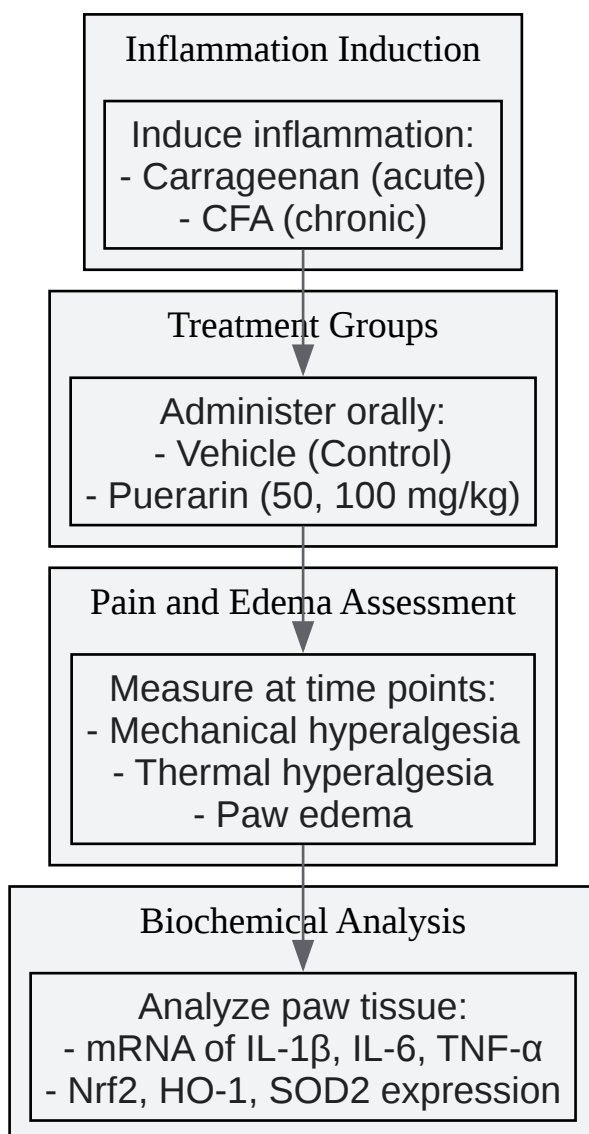 Inflammation Induction
Induce inflammation:
- Carrageenan (acute)
- CFA (chronic)
Treatment Groups
Administer orally:
- Vehicle (Control)
- Puerarin (50, 100 mg/kg)
Pain and Edema Assessment
Measure at time points:
- Mechanical hyperalgesia
- Thermal hyperalgesia
- Paw edema
Biochemical Analysis
Analyze paw tissue:
- mRNA of IL-1β, IL-6, TNF-α
- Nrf2, HO-1, SOD2 expression